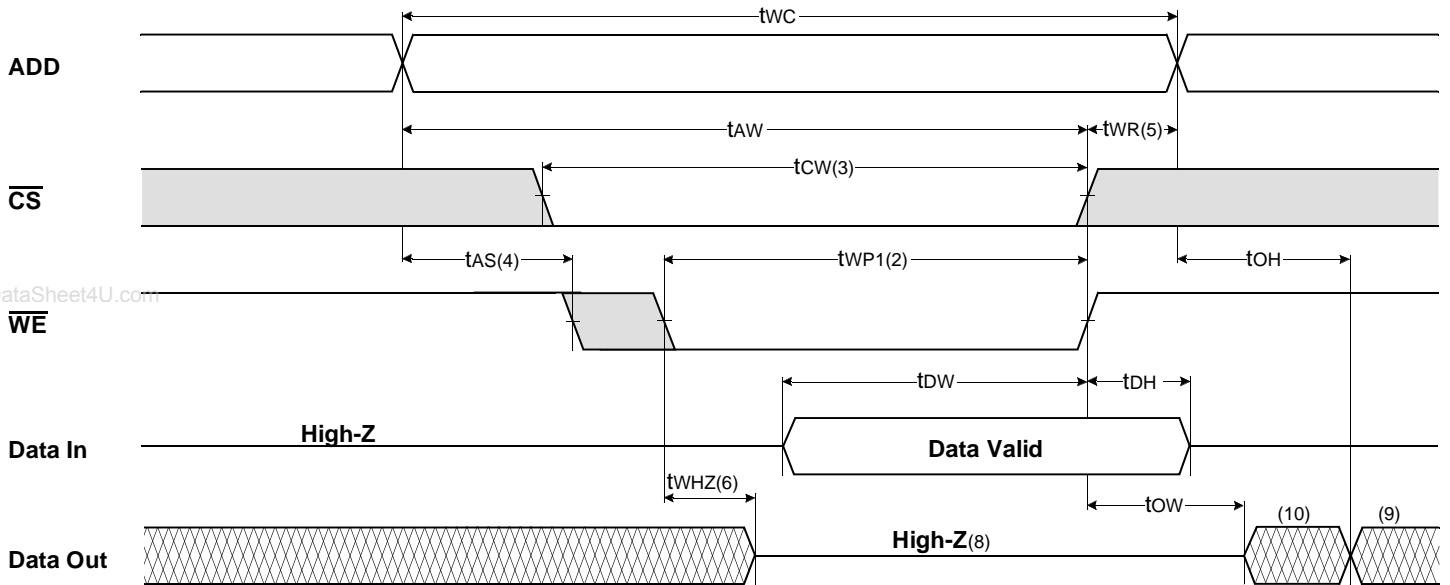 tWC
ADD
tAW
tWR(5)
tCW(3)
CS
tAS(4)
tWP1(2)
tOH
ataSheet4U.com
WE
tDW
tDH
High-Z
Data In
Data Valid
tWHZ(6)
tOW
(10)
(9)
High-Z(8)
Data Out